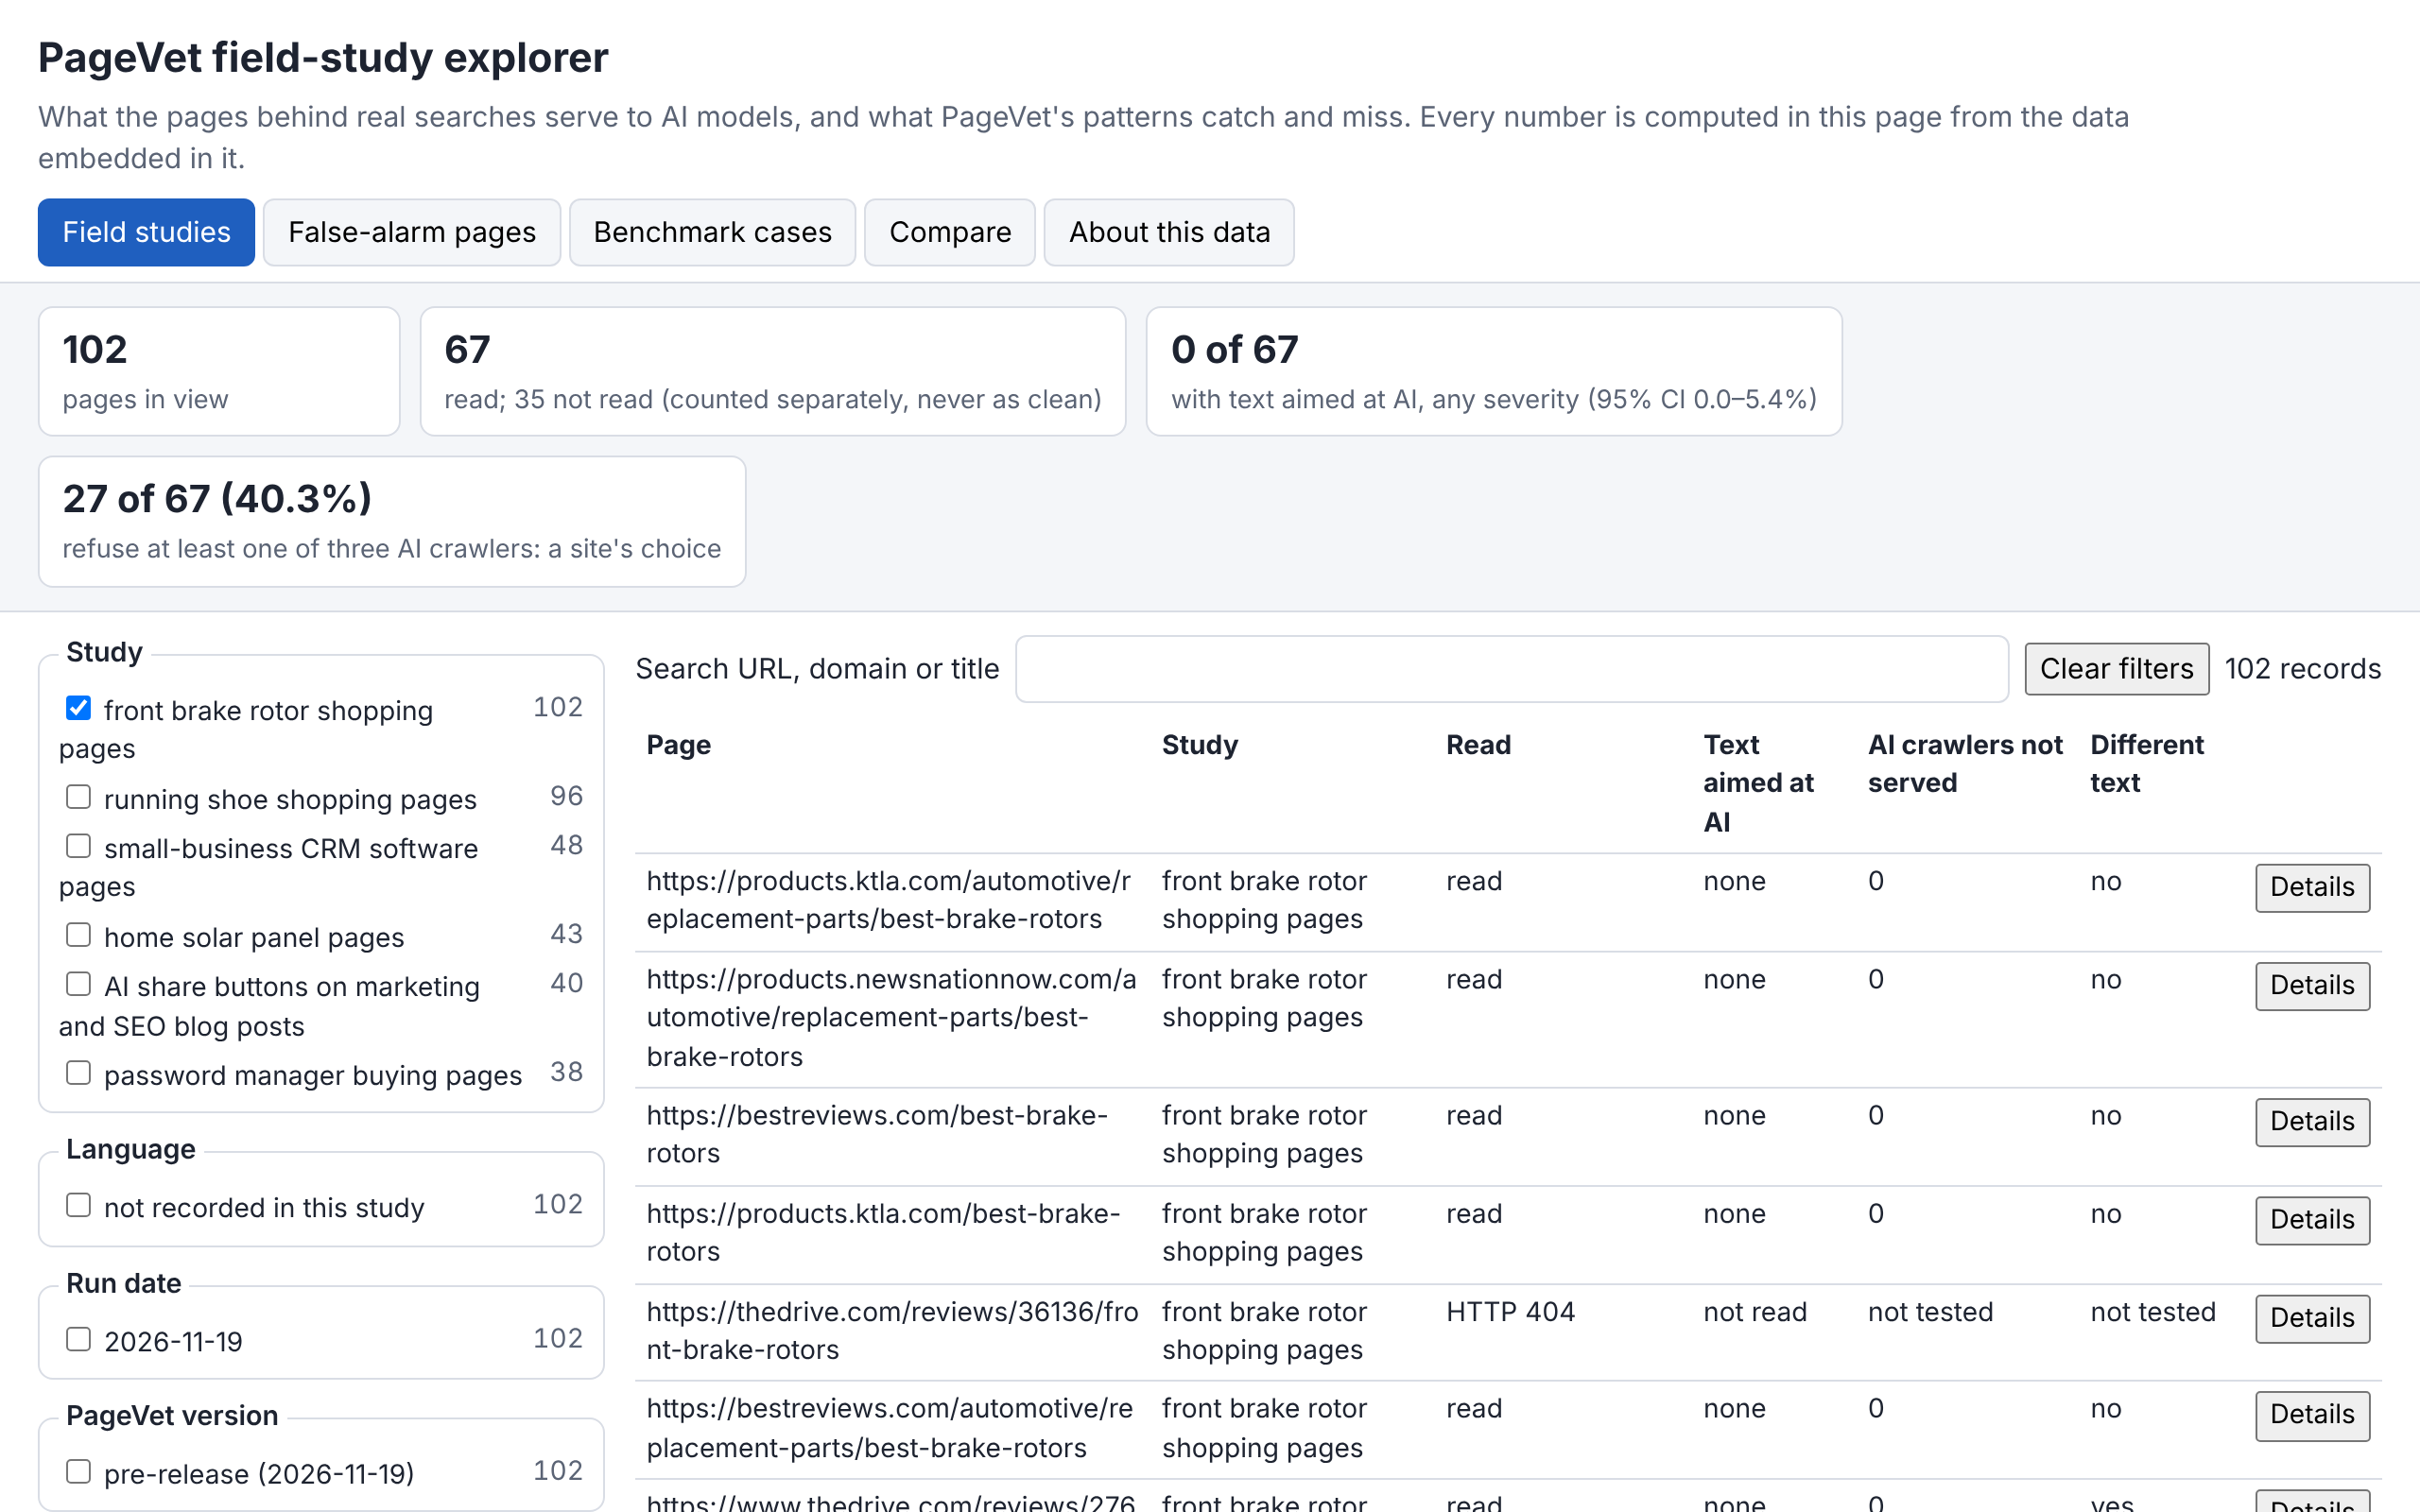 PageVet field-study explorer
What the pages behind real searches serve to AI models, and what PageVet's patterns catch and miss. Every number is computed in this page from the data
embedded in it.
Field studies False-alarm pages Benchmark cases Compare About this data
102
pages in view
67
read; 35 not read (counted separately, never as clean)
0 of 67
with text aimed at AI, any severity (95% CI 0.0–5.4%)
27 of 67 (40.3%)
refuse at least one of three AI crawlers: a site's choice
Study
front brake rotor shopping 102
pages
running shoe shopping pages 96
small-business CRM software 48
pages
home solar panel pages 43
AI share buttons on marketing 40
and SEO blog posts
password manager buying pages 38
Language
not recorded in this study 102
Run date
2026-11-19 102
PageVet version
pre-release (2026-11-19) 102
Search URL, domain or title Clear filters 102 records
Page Study Read Text AI crawlers not Different
aimed at served text
AI
https://products.ktla.com/automotive/r front brake rotor read none 0 no Details
eplacement-parts/best-brake-rotors shopping pages
https://products.newsnationnow.com/a front brake rotor read none 0 no Details
utomotive/replacement-parts/best- shopping pages
brake-rotors
https://bestreviews.com/best-brake- front brake rotor read none 0 no Details
rotors shopping pages
https://products.ktla.com/best-brake- front brake rotor read none 0 no Details
rotors shopping pages
https://thedrive.com/reviews/36136/fro front brake rotor HTTP 404 not read not tested not tested Details
nt-brake-rotors shopping pages
https://bestreviews.com/automotive/re front brake rotor read none 0 no Details
placement-parts/best-brake-rotors shopping pages
https://www.thedrive.com/reviews/276 front brake rotor read none 0 yes Details